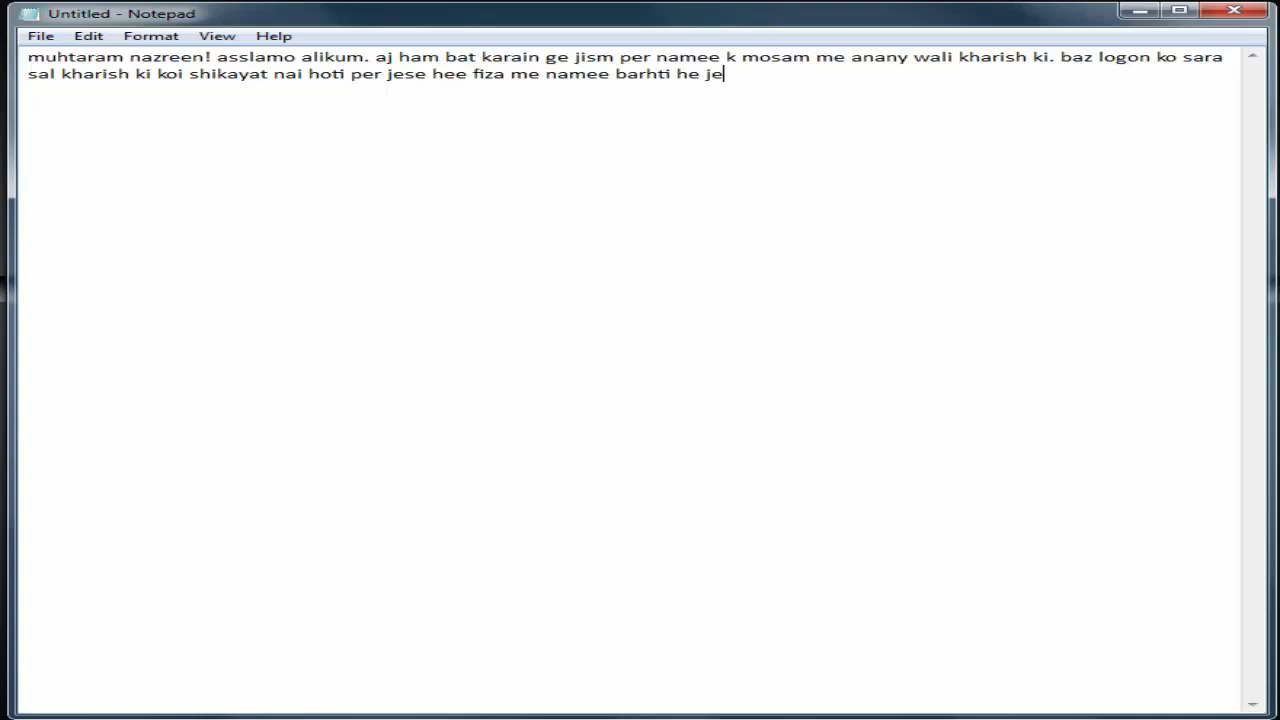 Untitled - Notepad
File Edit Format View Help
muhtaram nazreen! asslamo alikum. aj ham bat karain ge jism per namee k mosam me anany wali kharish ki. baz logon ko sara
sal kharish ki koi shikayat nai hoti per jese hee fiza me namee barhti he je